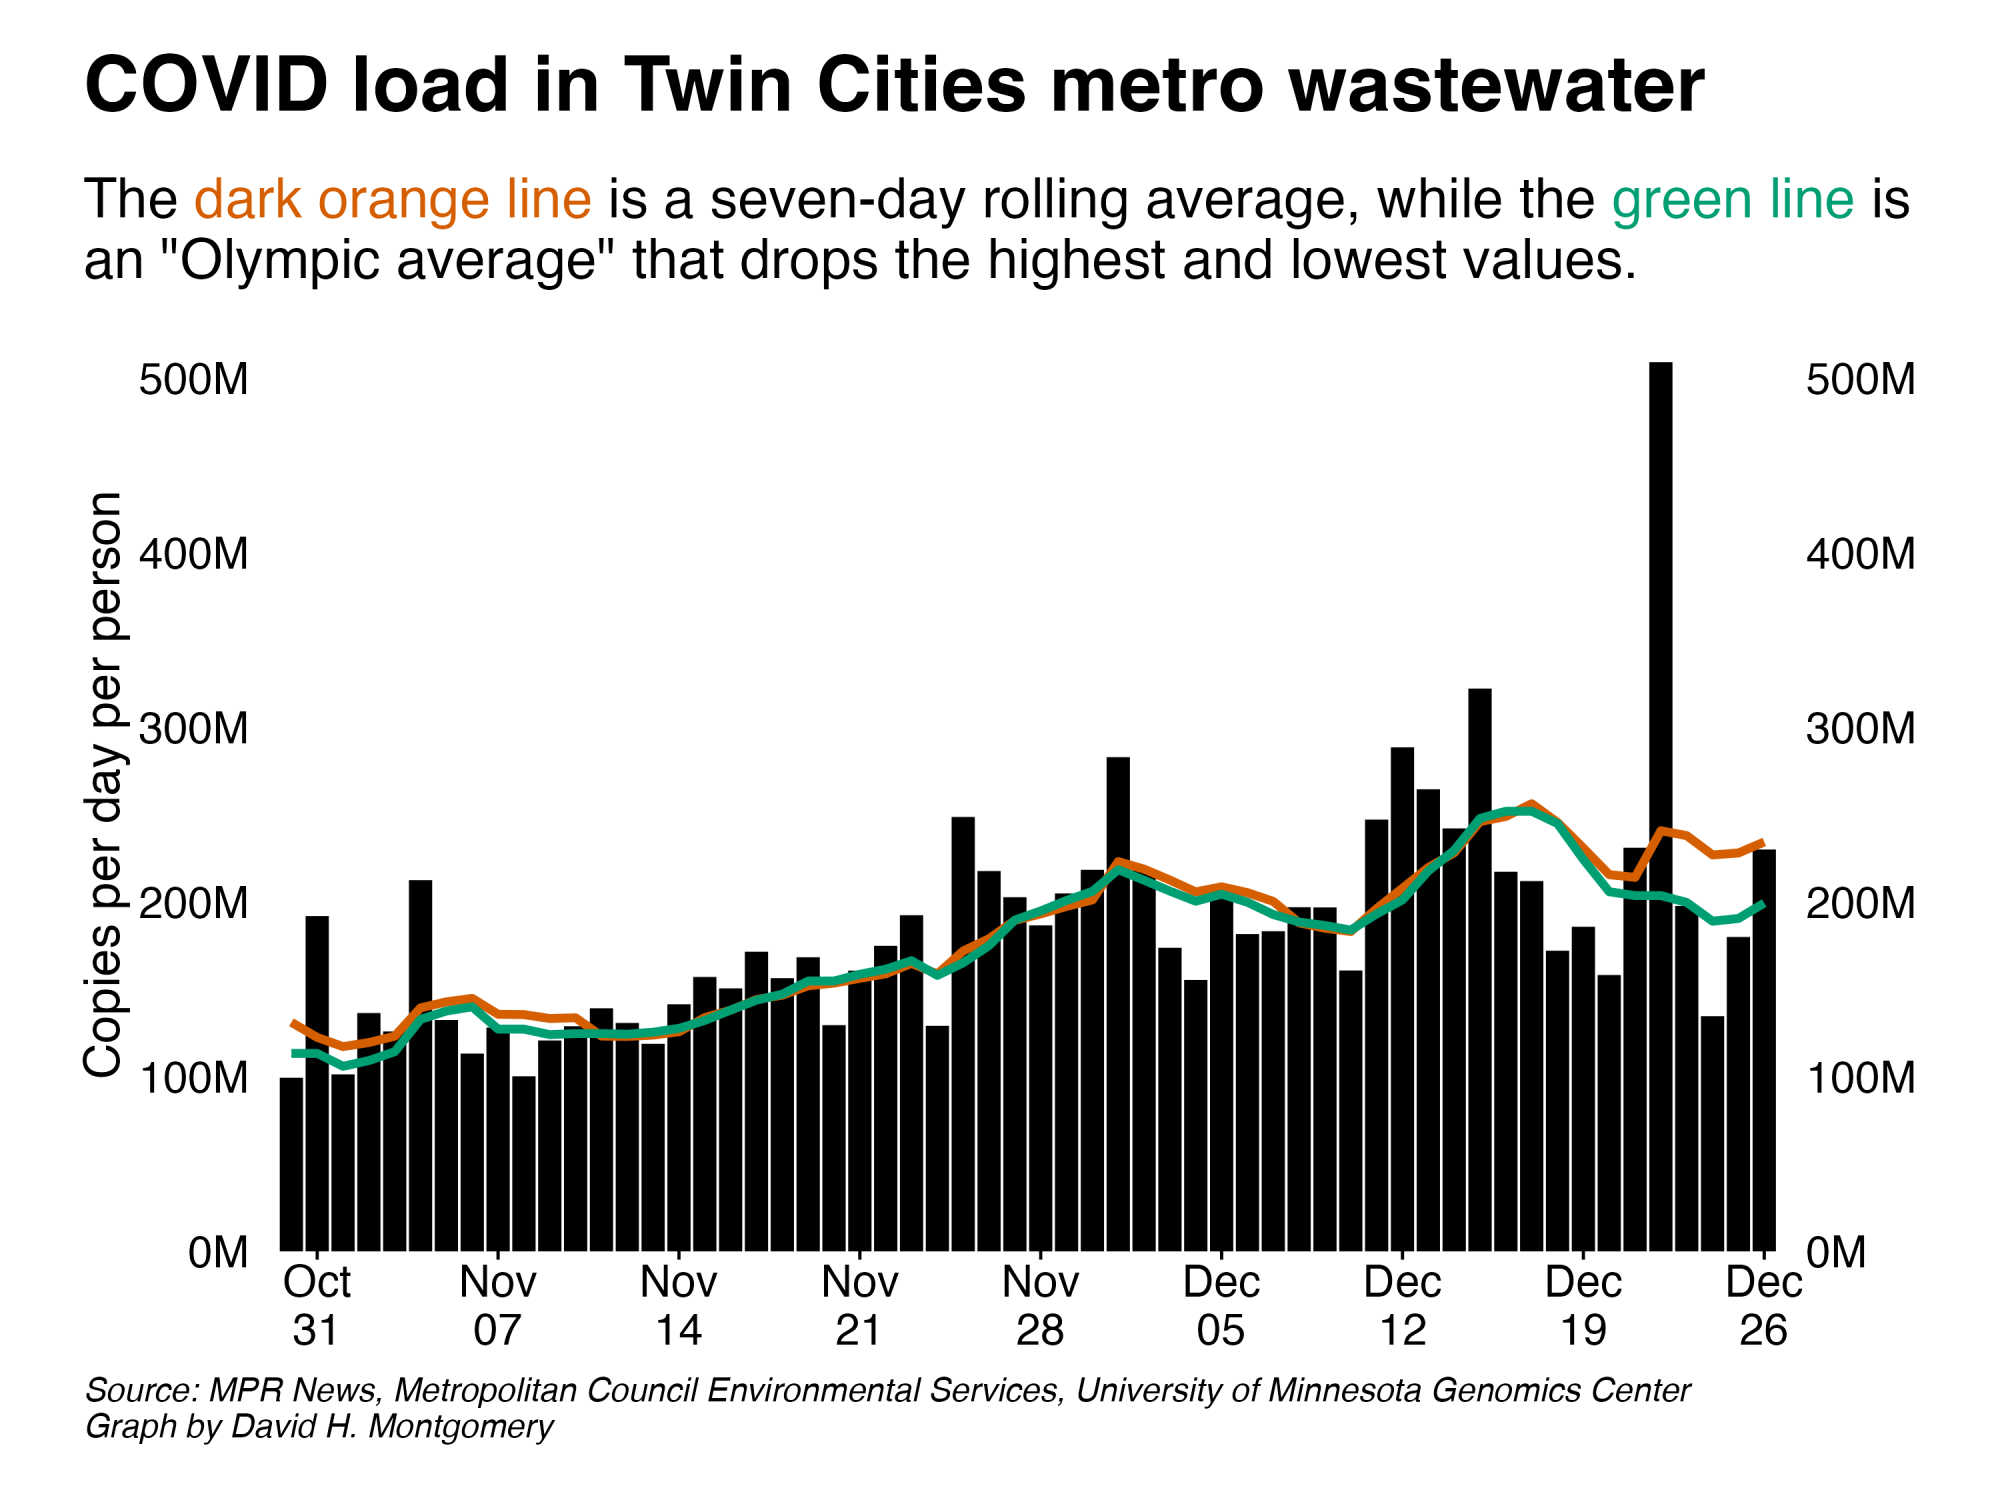 COVID load in Twin Cities metro wastewater
The dark orange line is a seven-day rolling average, while the green line is
an "Olympic average" that drops the highest and lowest values.
Copies per day per person
500M
400M
300M
200M
100M
0M
500M
400M
300M
200M
100M
0M
Oct
31
Nov
07
Nov
14
Nov
21
Nov
28
Dec
05
Dec
12
Dec
19
Dec
26
Source: MPR News, Metropolitan Council Environmental Services, University of Minnesota Genomics Center
Graph by David H. Montgomery